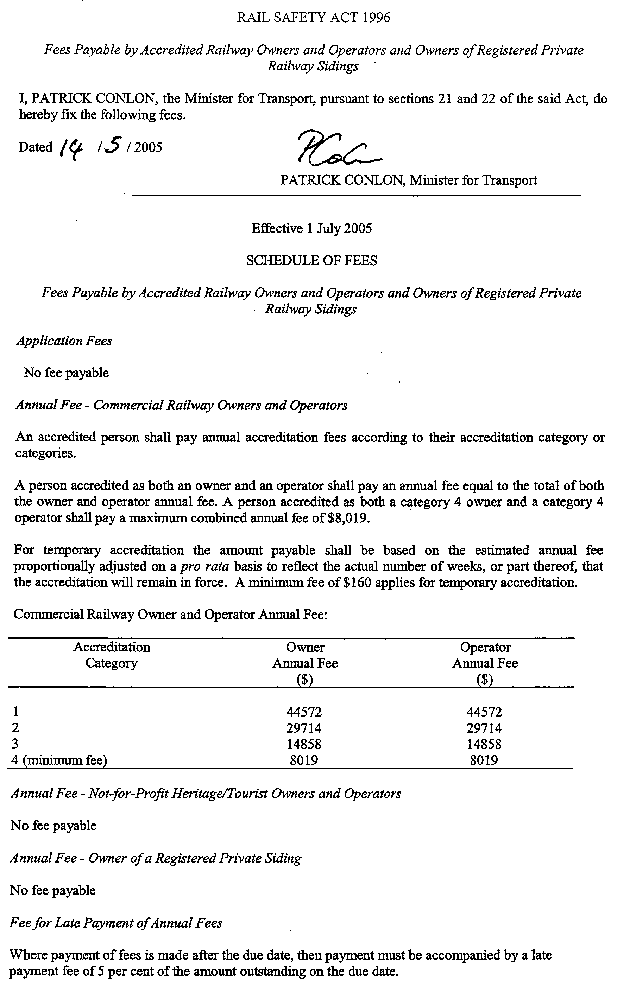 RAIL SAFETY ACT 1996
Fees Payable by Accredited Railway Owners and Operators and Owners of Registered Private
Railway Sidings
I, PATRICK CONLON, the Minister for Transport, pursuant to sections 21 and 22 of the said Act, do
hereby fix the following fees.
Dated 14 / 5 / 2005
PATRICK CONLON, Minister for Transport
Effective 1 July 2005
SCHEDULE OF FEES
Fees Payable by Accredited Railway Owners and Operators and Owners of Registered Private
Railway Sidings
Application Fees
No fee payable
Annual Fee - Commercial Railway Owners and Operators
An accredited person shall pay annual accreditation fees according to their accreditation category or
categories.
A person accredited as both an owner and an operator shall pay an annual fee equal to the total of both
the owner and operator annual fee. A person accredited as both a category 4 owner and a category 4
operator shall pay a maximum combined annual fee of $8,019.
For temporary accreditation the amount payable shall be based on the estimated annual fee
proportionally adjusted on a pro rata basis to reflect the actual number of weeks, or part thereof, that
the accreditation will remain in force. A minimum fee of $160 applies for temporary accreditation.
Commercial Railway Owner and Operator Annual Fee:
Accreditation Owner Operator
Category Annual Fee Annual Fee
($) ($)
1 44572 44572
2 29714 29714
3 14858 14858
4 (minimum fee) 8019 8019
Annual Fee - Not-for-Profit Heritage/Tourist Owners and Operators
No fee payable
Annual Fee - Owner of a Registered Private Siding
No fee payable
Fee for Late Payment of Annual Fees
Where payment of fees is made after the due date, then payment must be accompanied by a late
payment fee of 5 per cent of the amount outstanding on the due date.